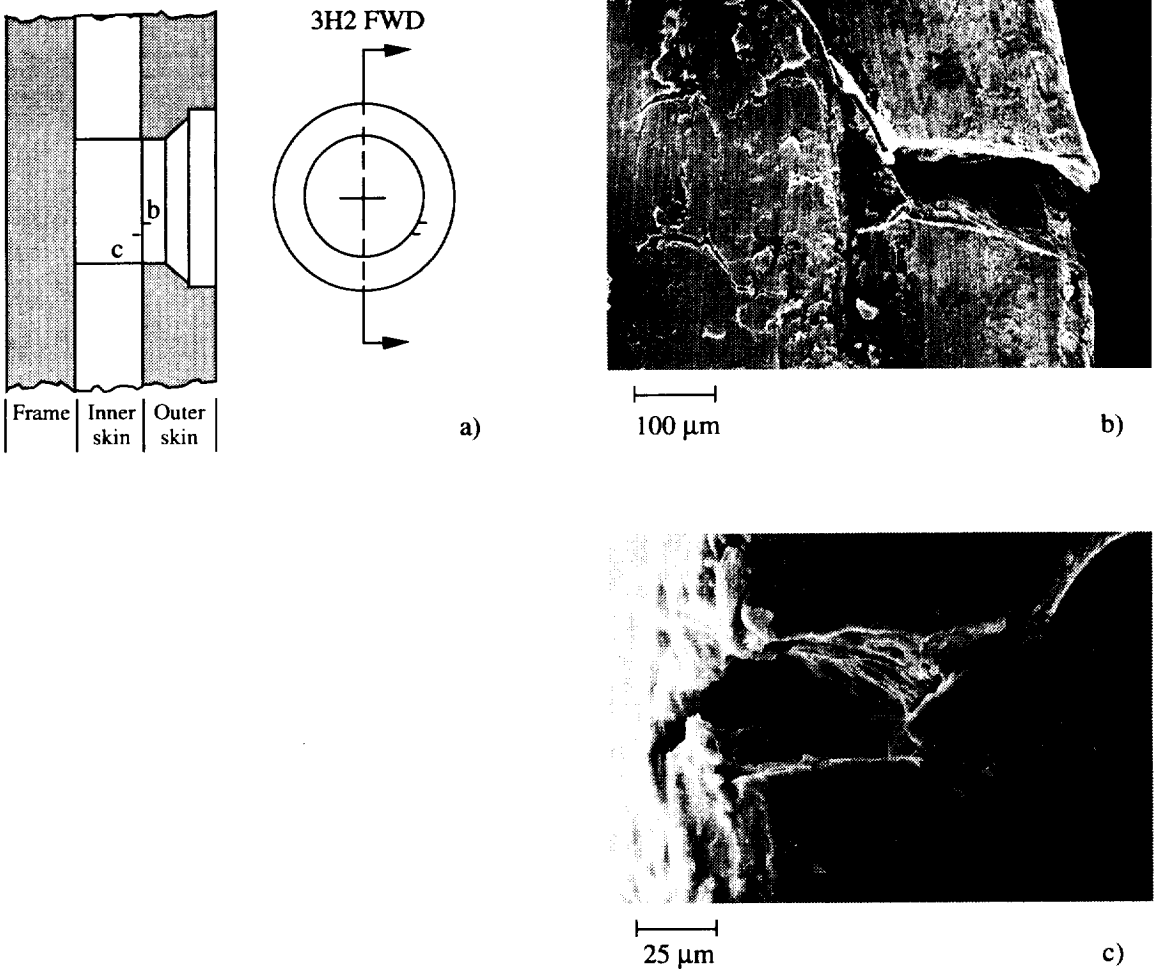 3H2 FWD
b
c
Frame
Inner
skin
Outer
skin
a)
100 μm
b)
25 μm
c)